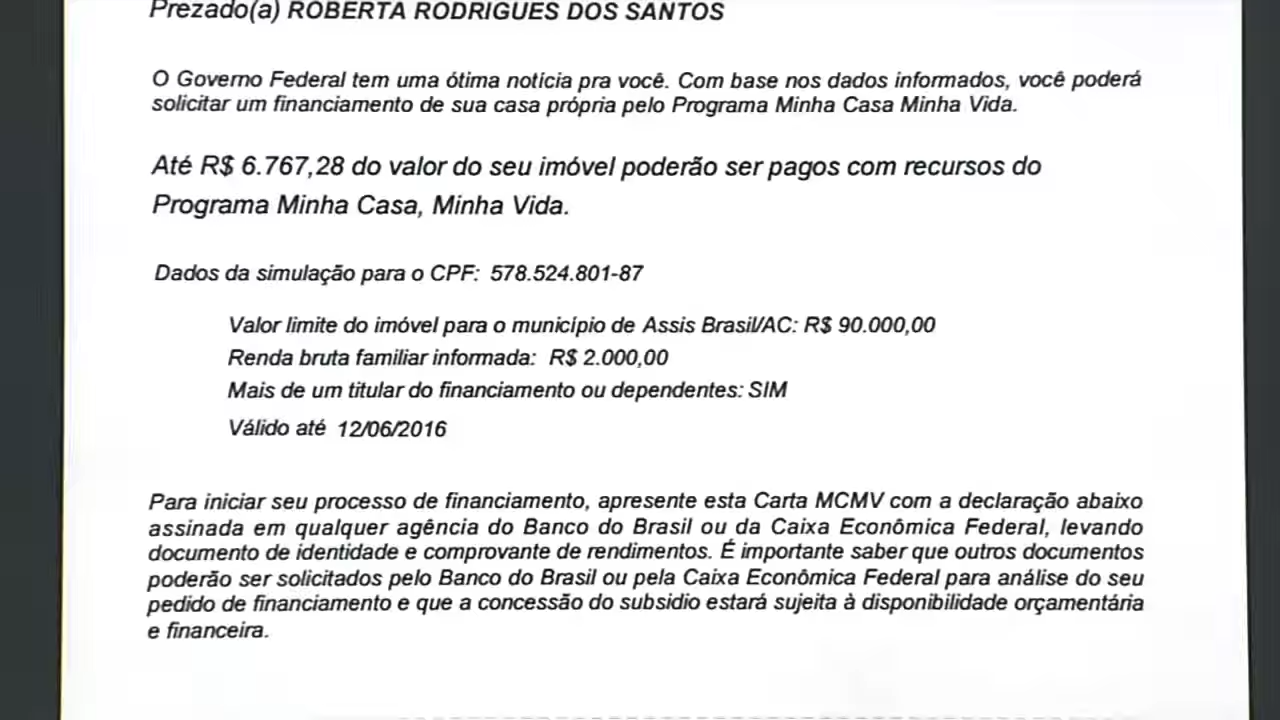 Prezado(a) ROBERTA RODRIGUES DOS SANTOS
O Governo Federal tem uma ótima notícia pra você. Com base nos dados informados, você poderá
solicitar um financiamento de sua casa própria pelo Programa Minha Casa Minha Vida.
Até R$ 6.767,28 do valor do seu imóvel poderão ser pagos com recursos do
Programa Minha Casa, Minha Vida.
Dados da simulação para o CPF: 578.524.801-87
Valor limite do imóvel para o município de Assis Brasil/AC: R$ 90.000,00
Renda bruta familiar informada: R$ 2.000,00
Mais de um titular do financiamento ou dependentes: SIM
Válido até 12/06/2016
Para iniciar seu processo de financiamento, apresente esta Carta MCMV com a declaração abaixo
assinada em qualquer agência do Banco do Brasil ou da Caixa Econômica Federal, levando
documento de identidade e comprovante de rendimentos. É importante saber que outros documentos
poderão ser solicitados pelo Banco do Brasil ou pela Caixa Econômica Federal para análise do seu
pedido de financiamento e que a concessão do subsídio estará sujeita à disponibilidade orçamentária
e financeira.